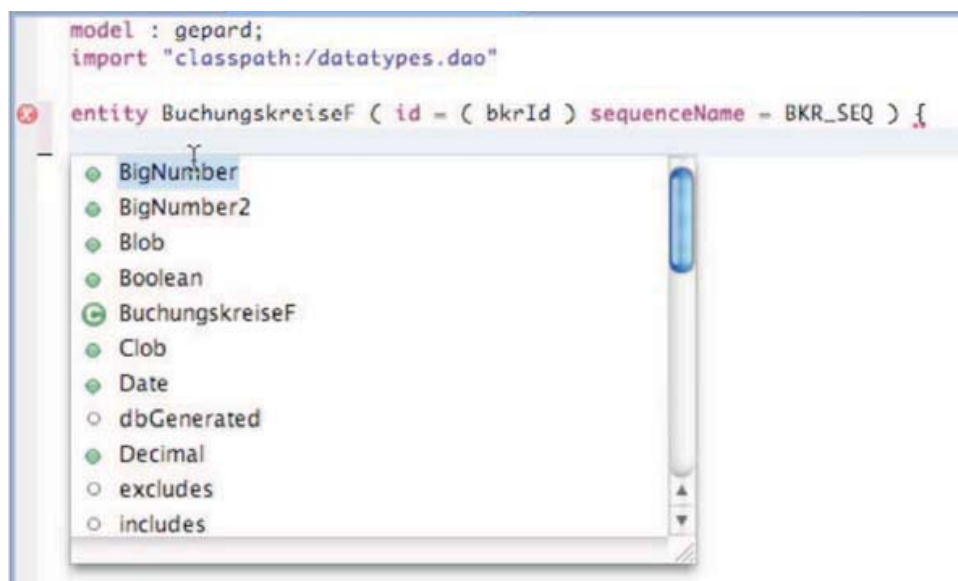 model : gepard;
import "classpath:/datatypes.dao"
entity BuchungskreiseF ( id = ( bkrId ) sequenceName = BKR_SEQ ) {
BigNumber
BigNumber2
Blob
Boolean
BuchungskreiseF
Clob
Date
dbGenerated
Decimal
excludes
includes